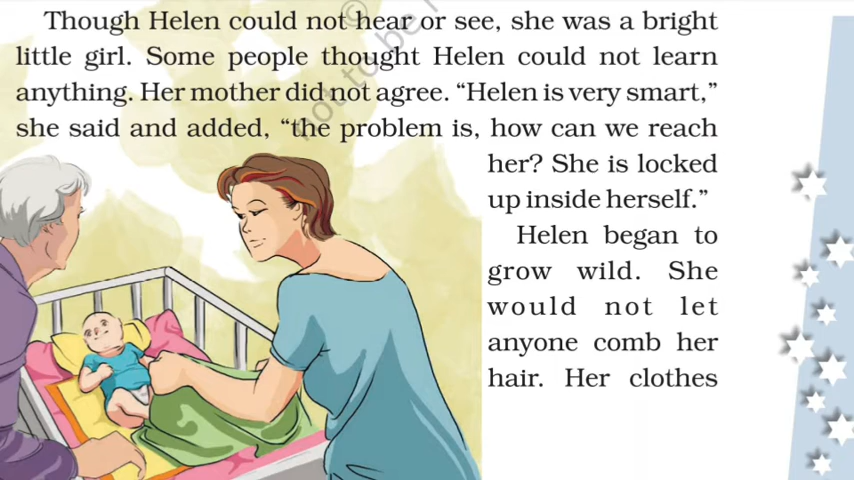 Though Helen could not hear or see, she was a bright
little girl. Some people thought Helen could not learn
anything. Her mother did not agree. “Helen is very smart,”
she said and added, “the problem is, how can we reach
her? She is locked
up inside herself.”
Helen began to
grow wild. She
would not let
anyone comb her
hair. Her clothes
not to be